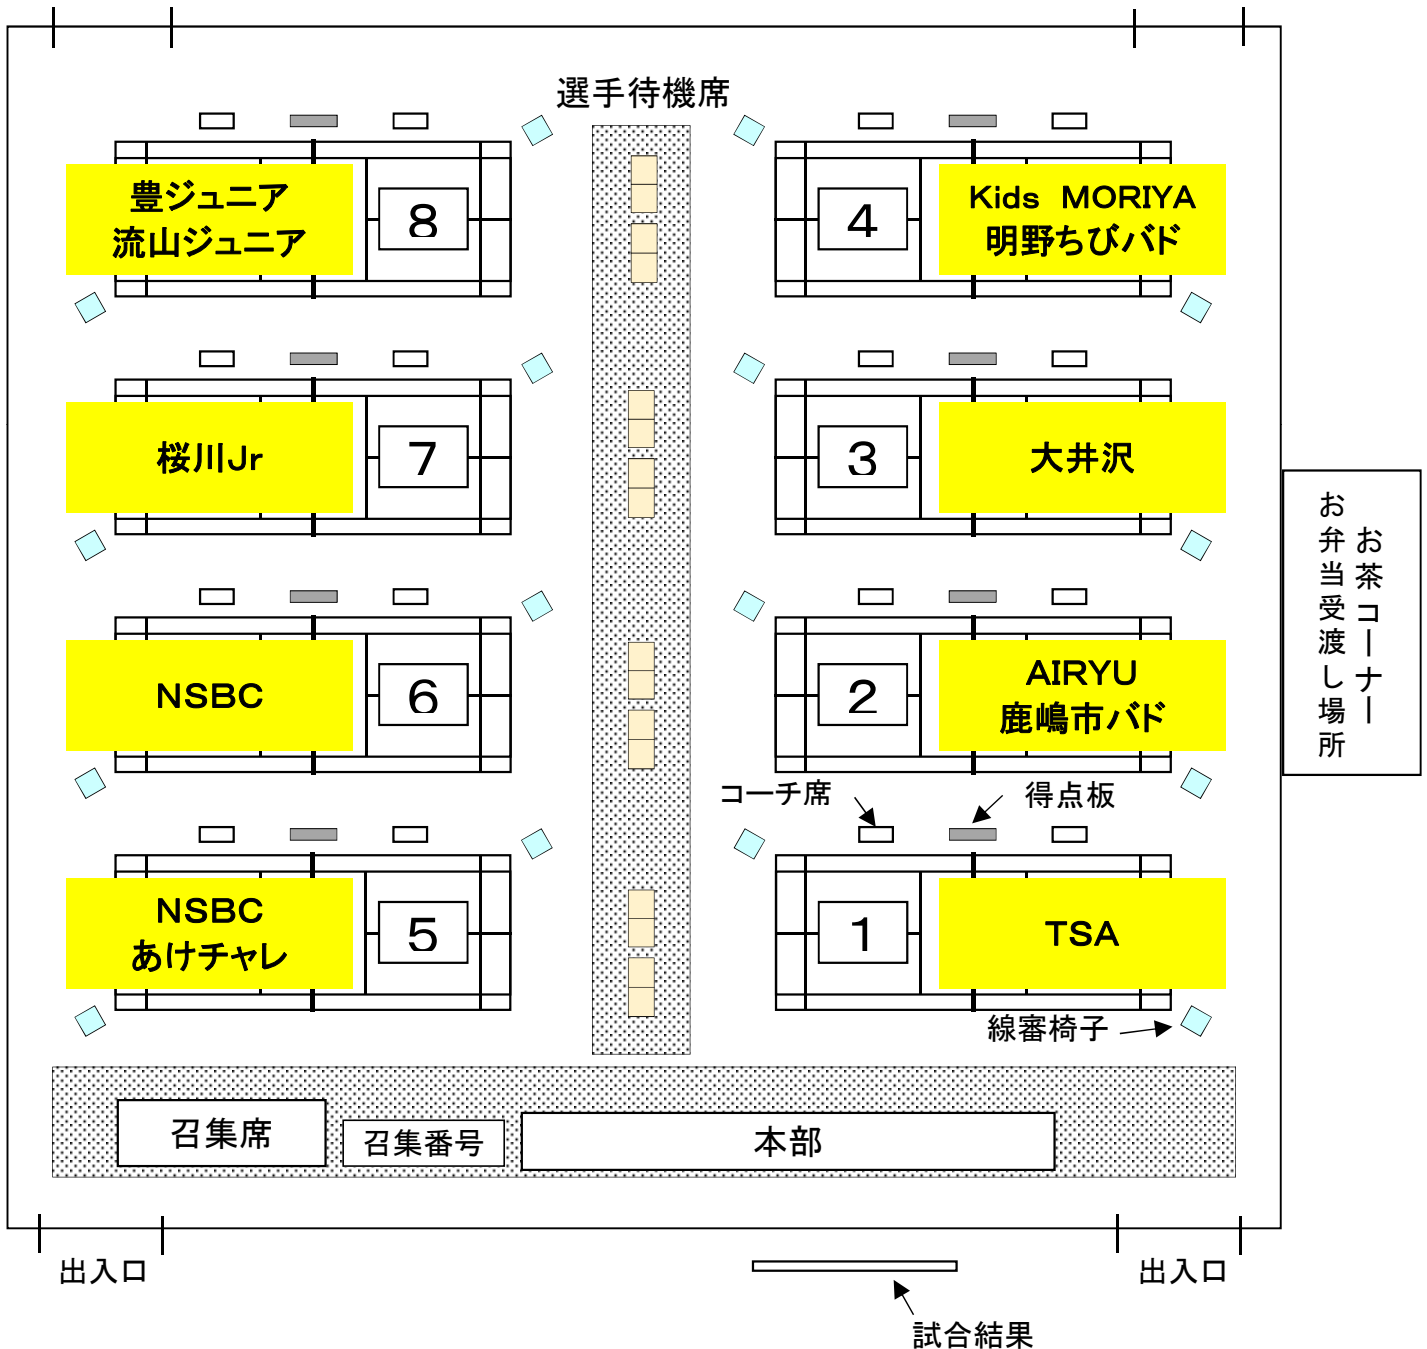 選手待機席
豊ジュニア
流山ジュニア
8
4
Kids　MORIYA
明野ちびバド
桜川Jr
7
3
大井沢
お茶コーナー
お弁当受渡し場所
NSBC
6
2
AIRYU
鹿嶋市バド
コーチ席
得点板
NSBC
あけチャレ
5
1
TSA
線審椅子
召集席
召集番号
本部
出入口
出入口
試合結果